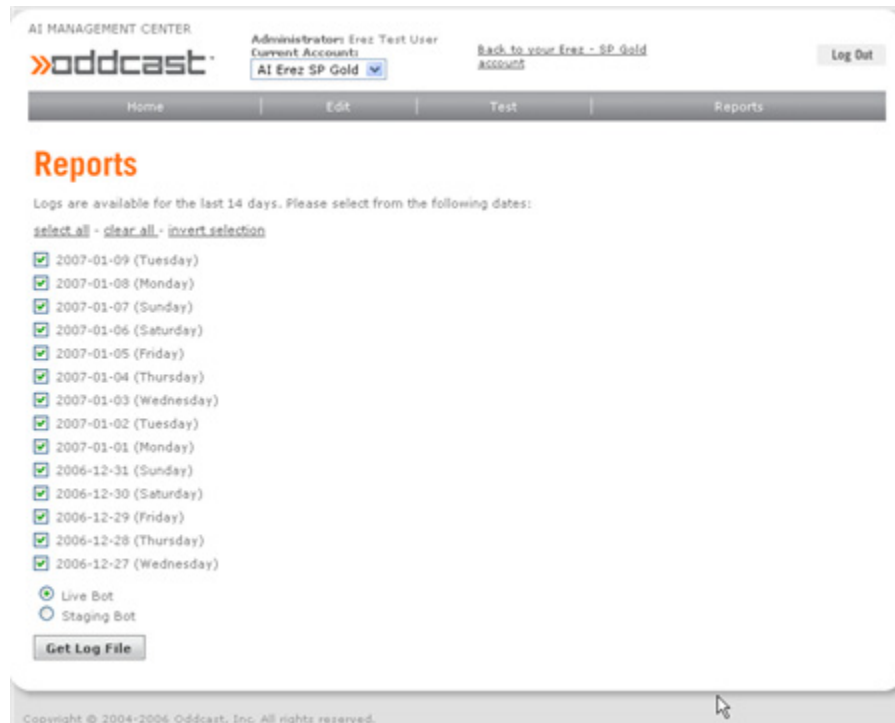 AI MANAGEMENT CENTER
»oddcast
Administrator: Erez Test User
Current Account:
AI Erez SP Gold
Back to your Erez - SP Gold
account
Log Out
Home | Edit | Test | Reports
Reports
Logs are available for the last 14 days. Please select from the following dates:
select all - clear all - invert selection
2007-01-09 (Tuesday)
2007-01-08 (Monday)
2007-01-07 (Sunday)
2007-01-06 (Saturday)
2007-01-05 (Friday)
2007-01-04 (Thursday)
2007-01-03 (Wednesday)
2007-01-02 (Tuesday)
2007-01-01 (Monday)
2006-12-31 (Sunday)
2006-12-30 (Saturday)
2006-12-29 (Friday)
2006-12-28 (Thursday)
2006-12-27 (Wednesday)
Live Bot
Staging Bot
Get Log File
Copyright © 2004-2006 Oddcast, Inc. All rights reserved.